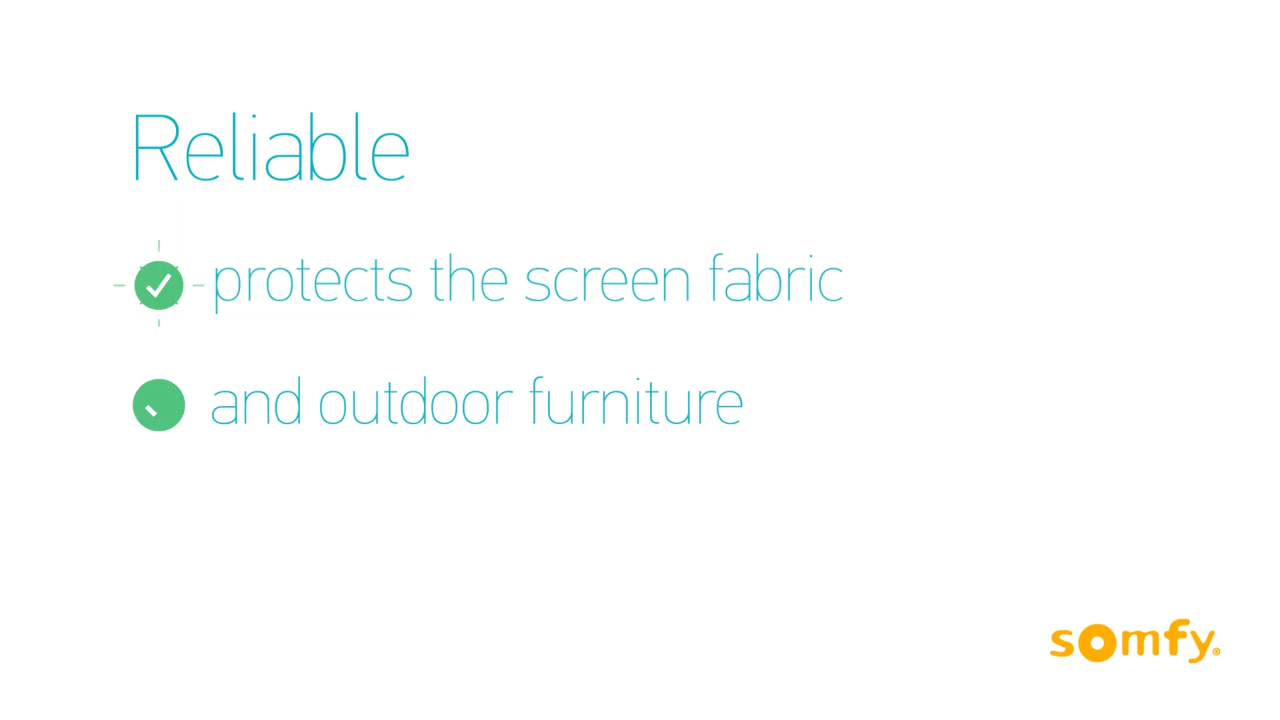 Reliable
protects the screen fabric
and outdoor furniture
somfy®